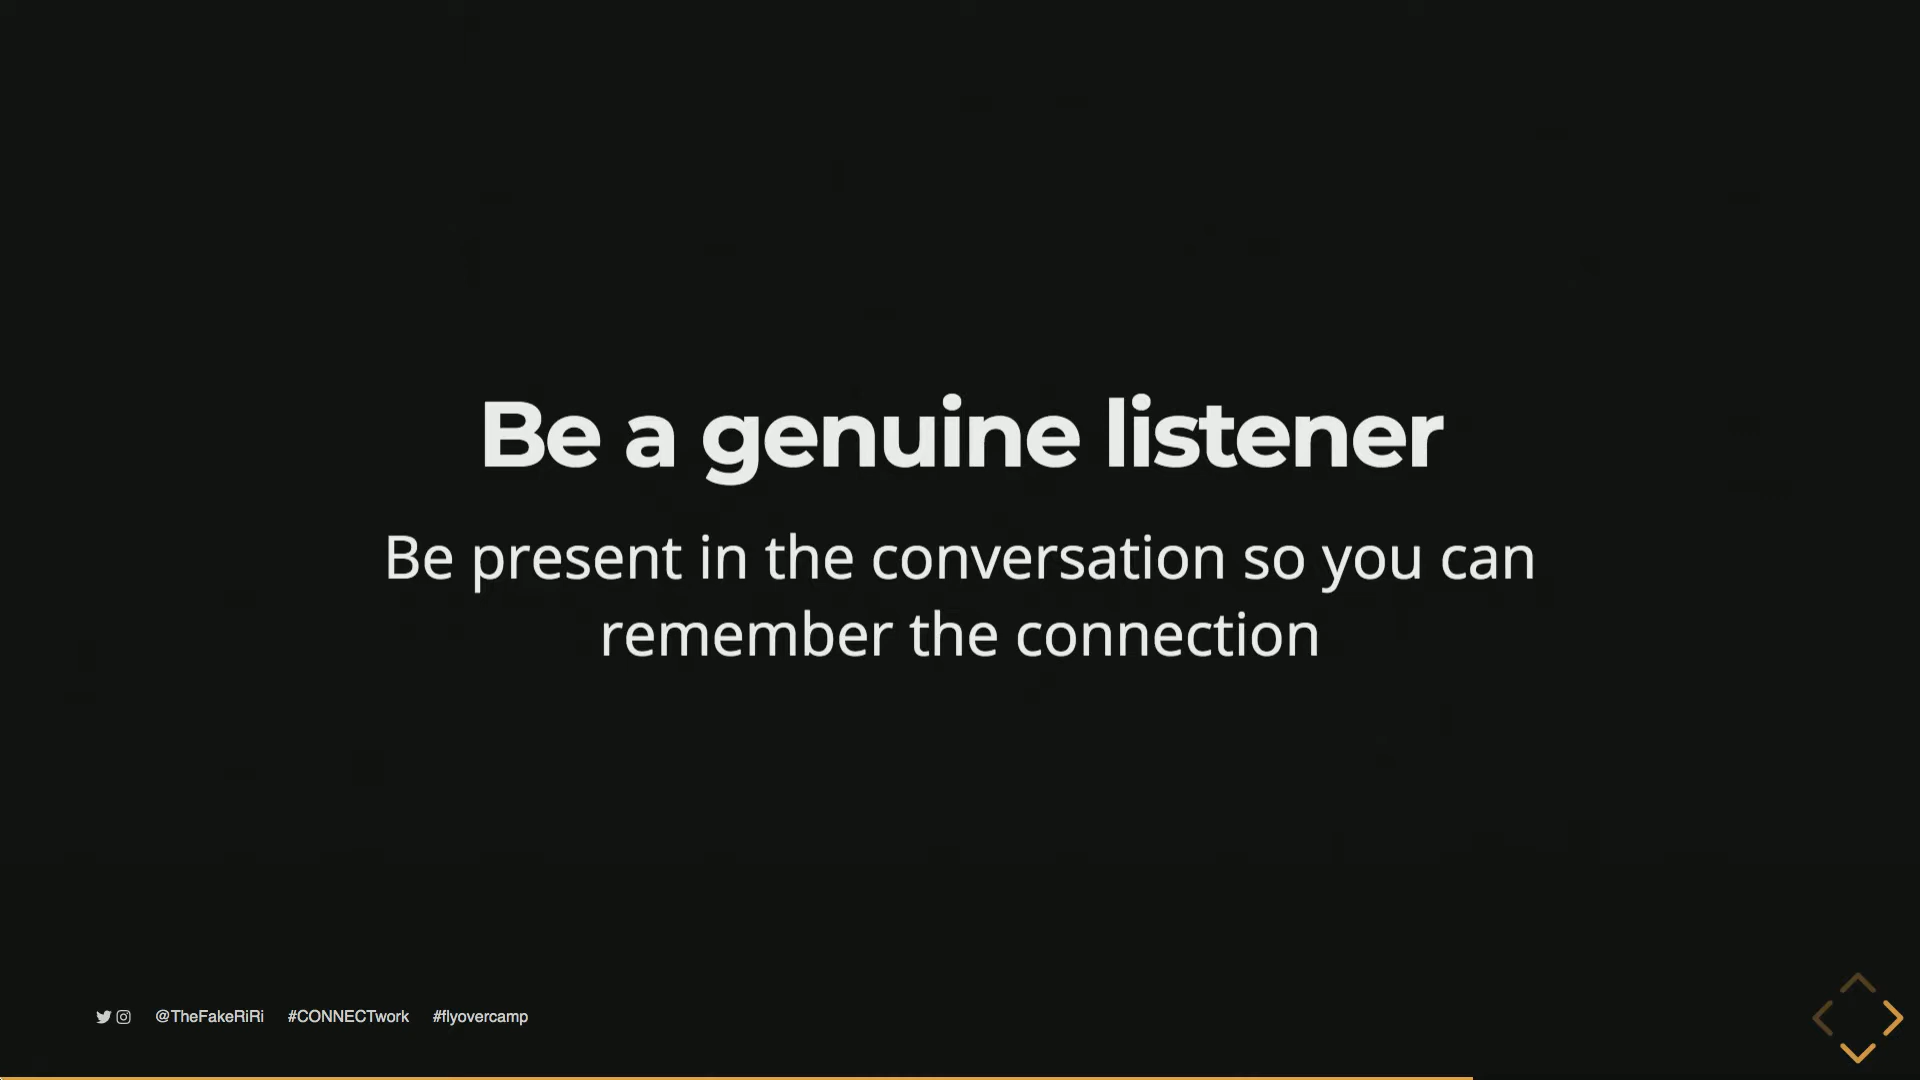 Be a genuine listener
Be present in the conversation so you can
remember the connection
@TheFakeRiRi #CONNECTwork #flyovercamp